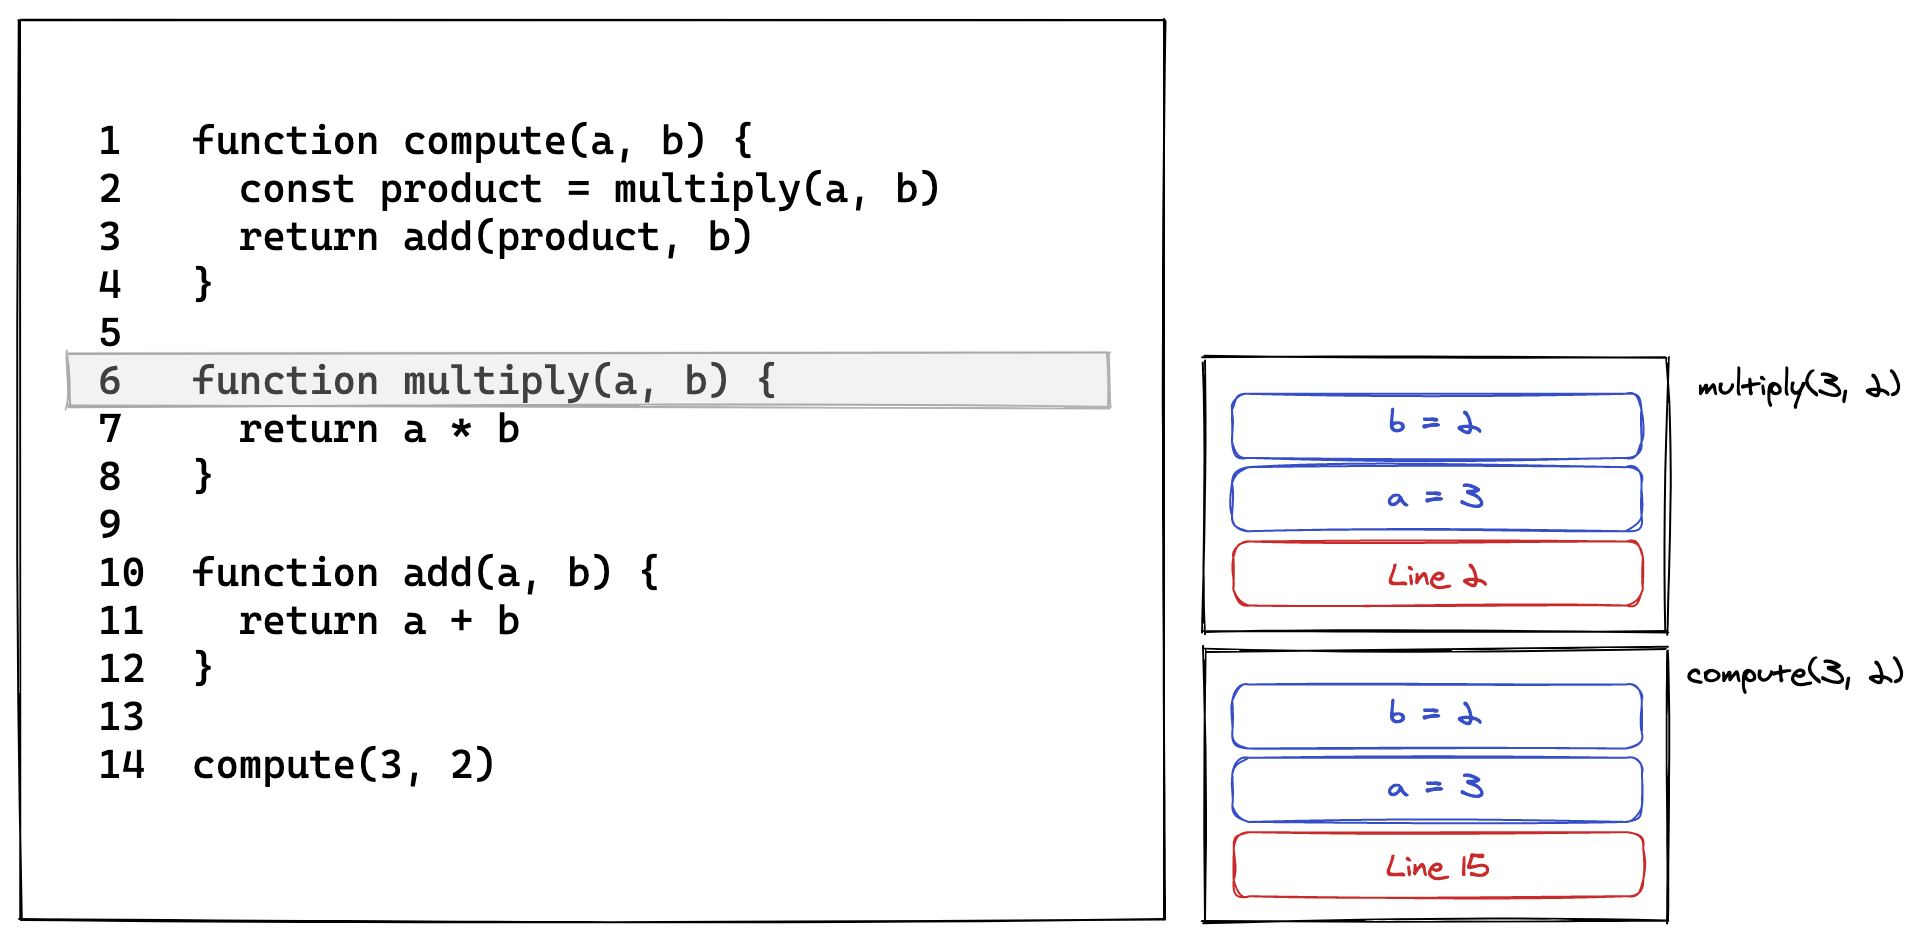 1 function compute(a, b) {
2 const product = multiply(a, b)
3 return add(product, b)
4 }
5
6 function multiply(a, b) {
7 return a * b
8 }
9
10 function add(a, b) {
11 return a + b
12 }
13
14 compute(3, 2)
multiply(3, 2)
b = 2
a = 3
Line 2
compute(3, 2)
b = 2
a = 3
Line 15